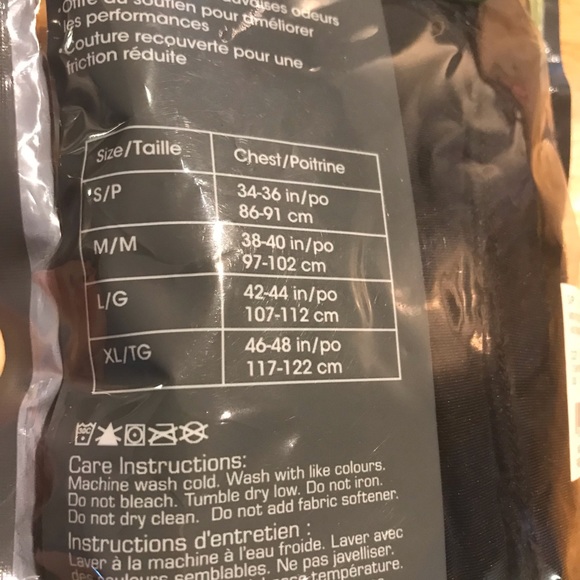 Offre du soutien pour améliorer
les performances
Couture recouverte pour une
friction réduite
Size/Taille Chest/Poitrine
S/P 34-36 in/po
86-91 cm
M/M 38-40 in/po
97-102 cm
L/G 42-44 in/po
107-112 cm
XL/TG 46-48 in/po
117-122 cm
30C
Care Instructions:
Machine wash cold. Wash with like colours.
Do not bleach. Tumble dry low. Do not iron.
Do not dry clean. Do not add fabric softener.
Instructions d'entretien :
Laver à la machine à l'eau froide. Laver avec
des couleurs semblables. Ne pas javelliser.
température.